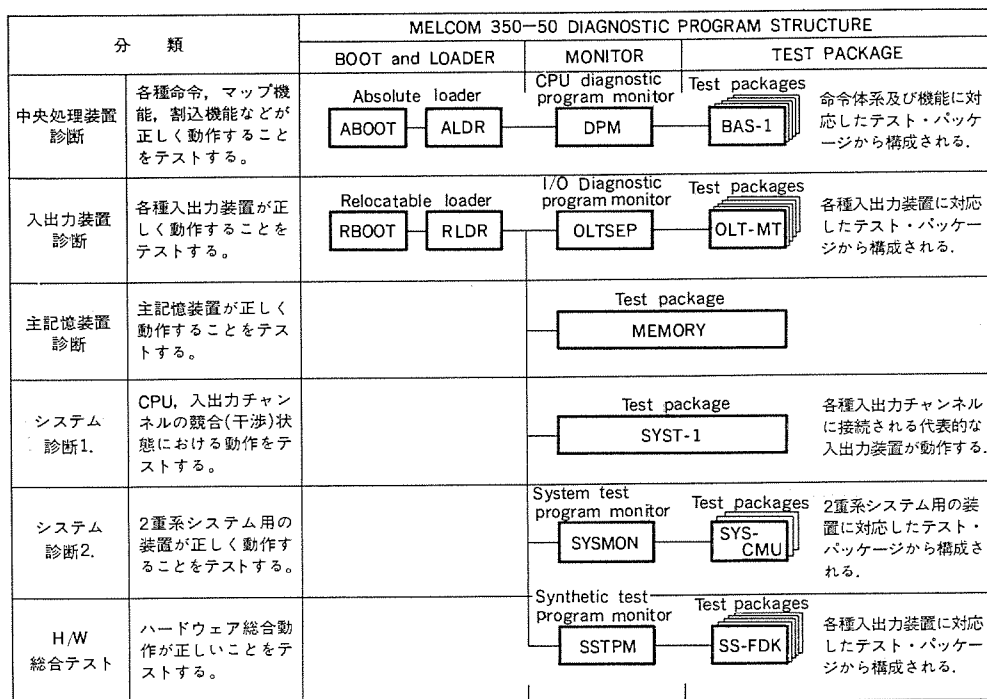 分 類
MELCOM 350-50 DIAGNOSTIC PROGRAM STRUCTURE
BOOT and LOADER
MONITOR
TEST PACKAGE
中央処理装置
診断
各種命令，マップ機
能，割込機能などが
正しく動作すること
をテストする。
Absolute loader
ABOOT
ALDR
CPU diagnostic
program monitor
DPM
Test packages
BAS-1
命令体系及び機能に対
応したテスト・パッケ
ージから構成される．
入出力装置
診断
各種入出力装置が正
しく動作することを
テストする。
Relocatable loader
RBOOT
RLDR
I/O Diagnostic
program monitor
OLTSEP
Test packages
OLT-MT
各種入出力装置に対応
したテスト・パッケー
ジから構成される．
主記憶装置
診断
主記憶装置が正しく
動作することをテス
トする。
Test package
MEMORY
システム
診断1.
CPU，入出力チャン
ネルの競合(干渉)状
態における動作をテ
ストする。
Test package
SYST-1
各種入出力チャンネル
に接続される代表的な
入出力装置が動作する．
システム
診断2.
2重系システム用の
装置が正しく動作す
ることをテストする。
System test
program monitor
SYSMON
Test packages
SYS-
CMU
2重系システム用の装
置に対応したテスト・
パッケージから構成さ
れる．
H/W
総合テスト
ハードウェア総合動
作が正しいことをテ
ストする。
Synthetic test
program monitor
SSTPM
Test packages
SS-FDK
各種入出力装置に対応
したテスト・パッケー
ジから構成される．